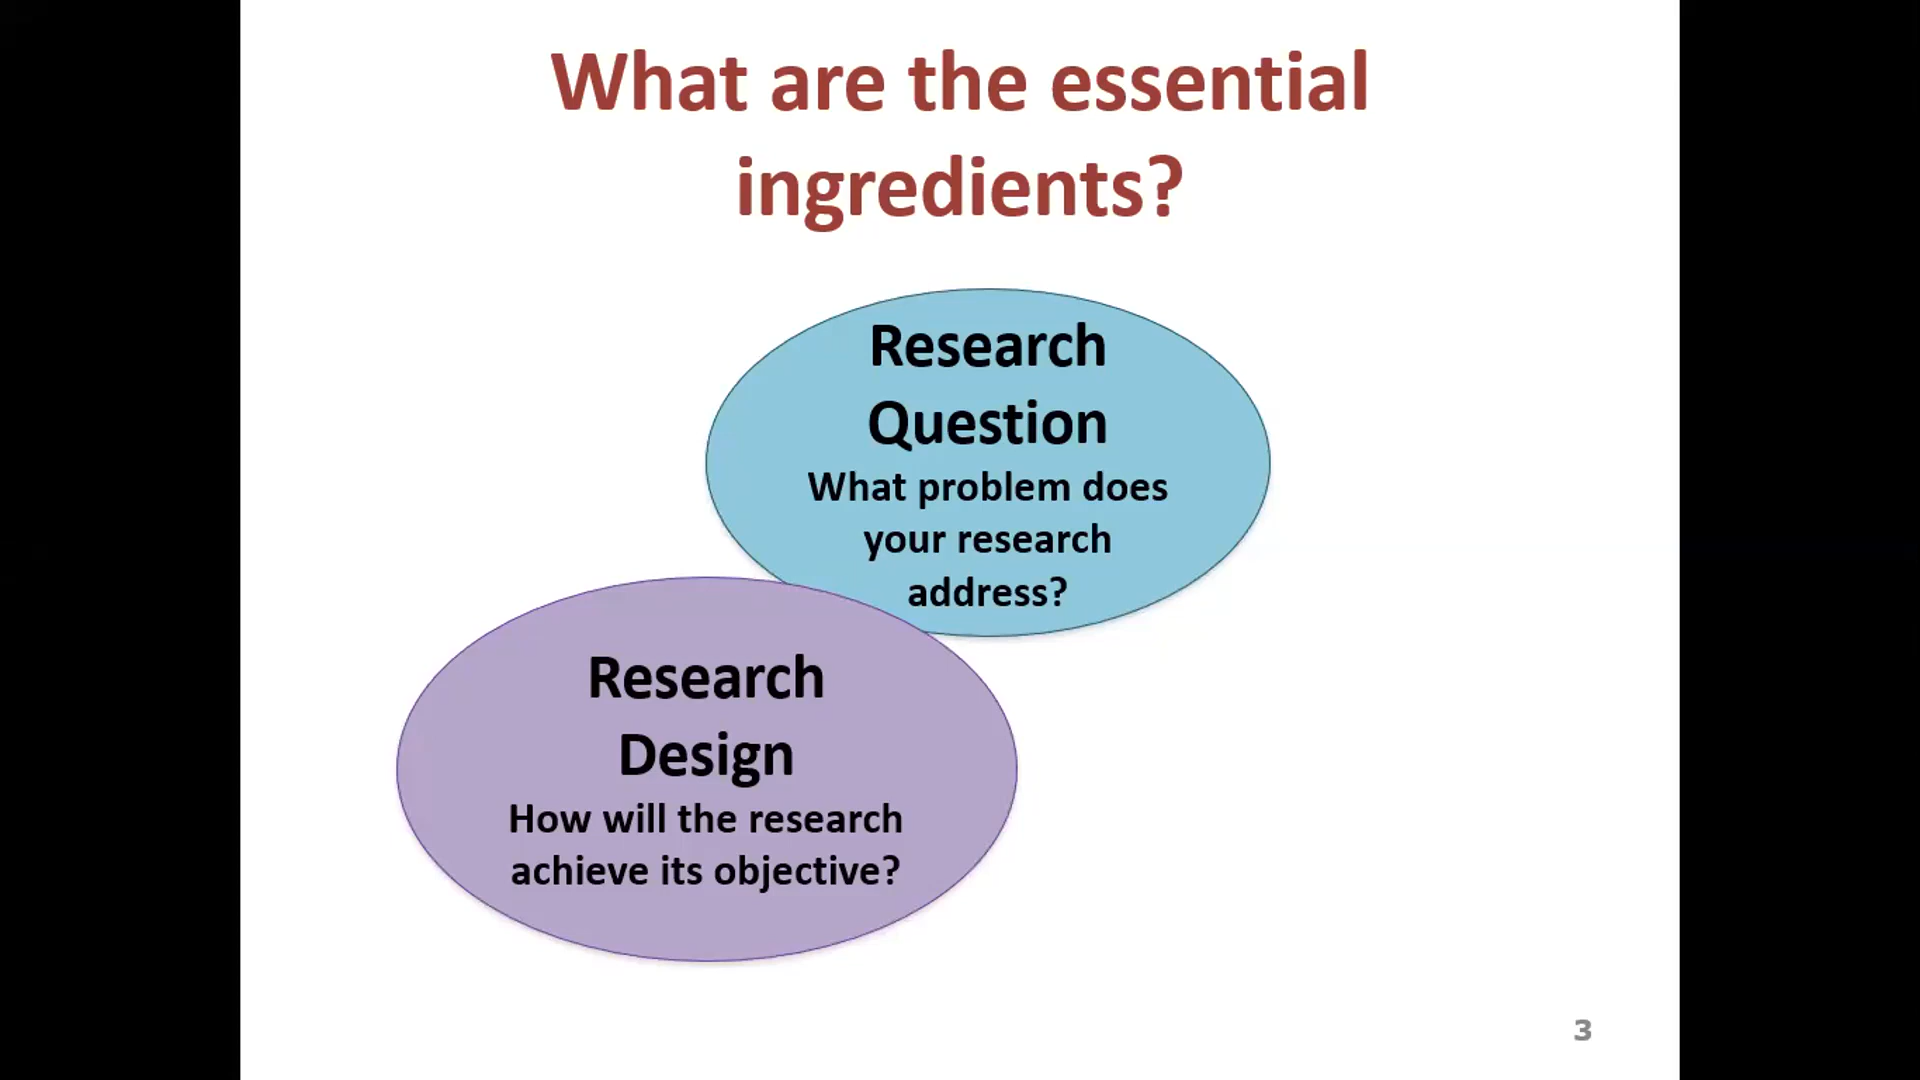 What are the essential
ingredients?
Research
Question
What problem does
your research
address?
Research
Design
How will the research
achieve its objective?
3